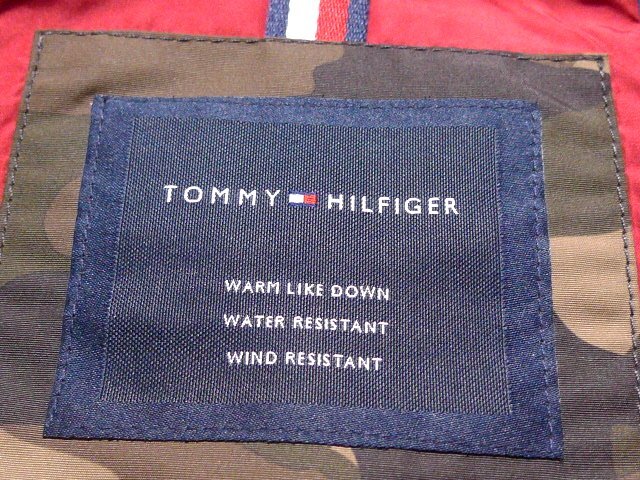 TOMMY HILFIGER
WARM LIKE DOWN
WATER RESISTANT
WIND RESISTANT